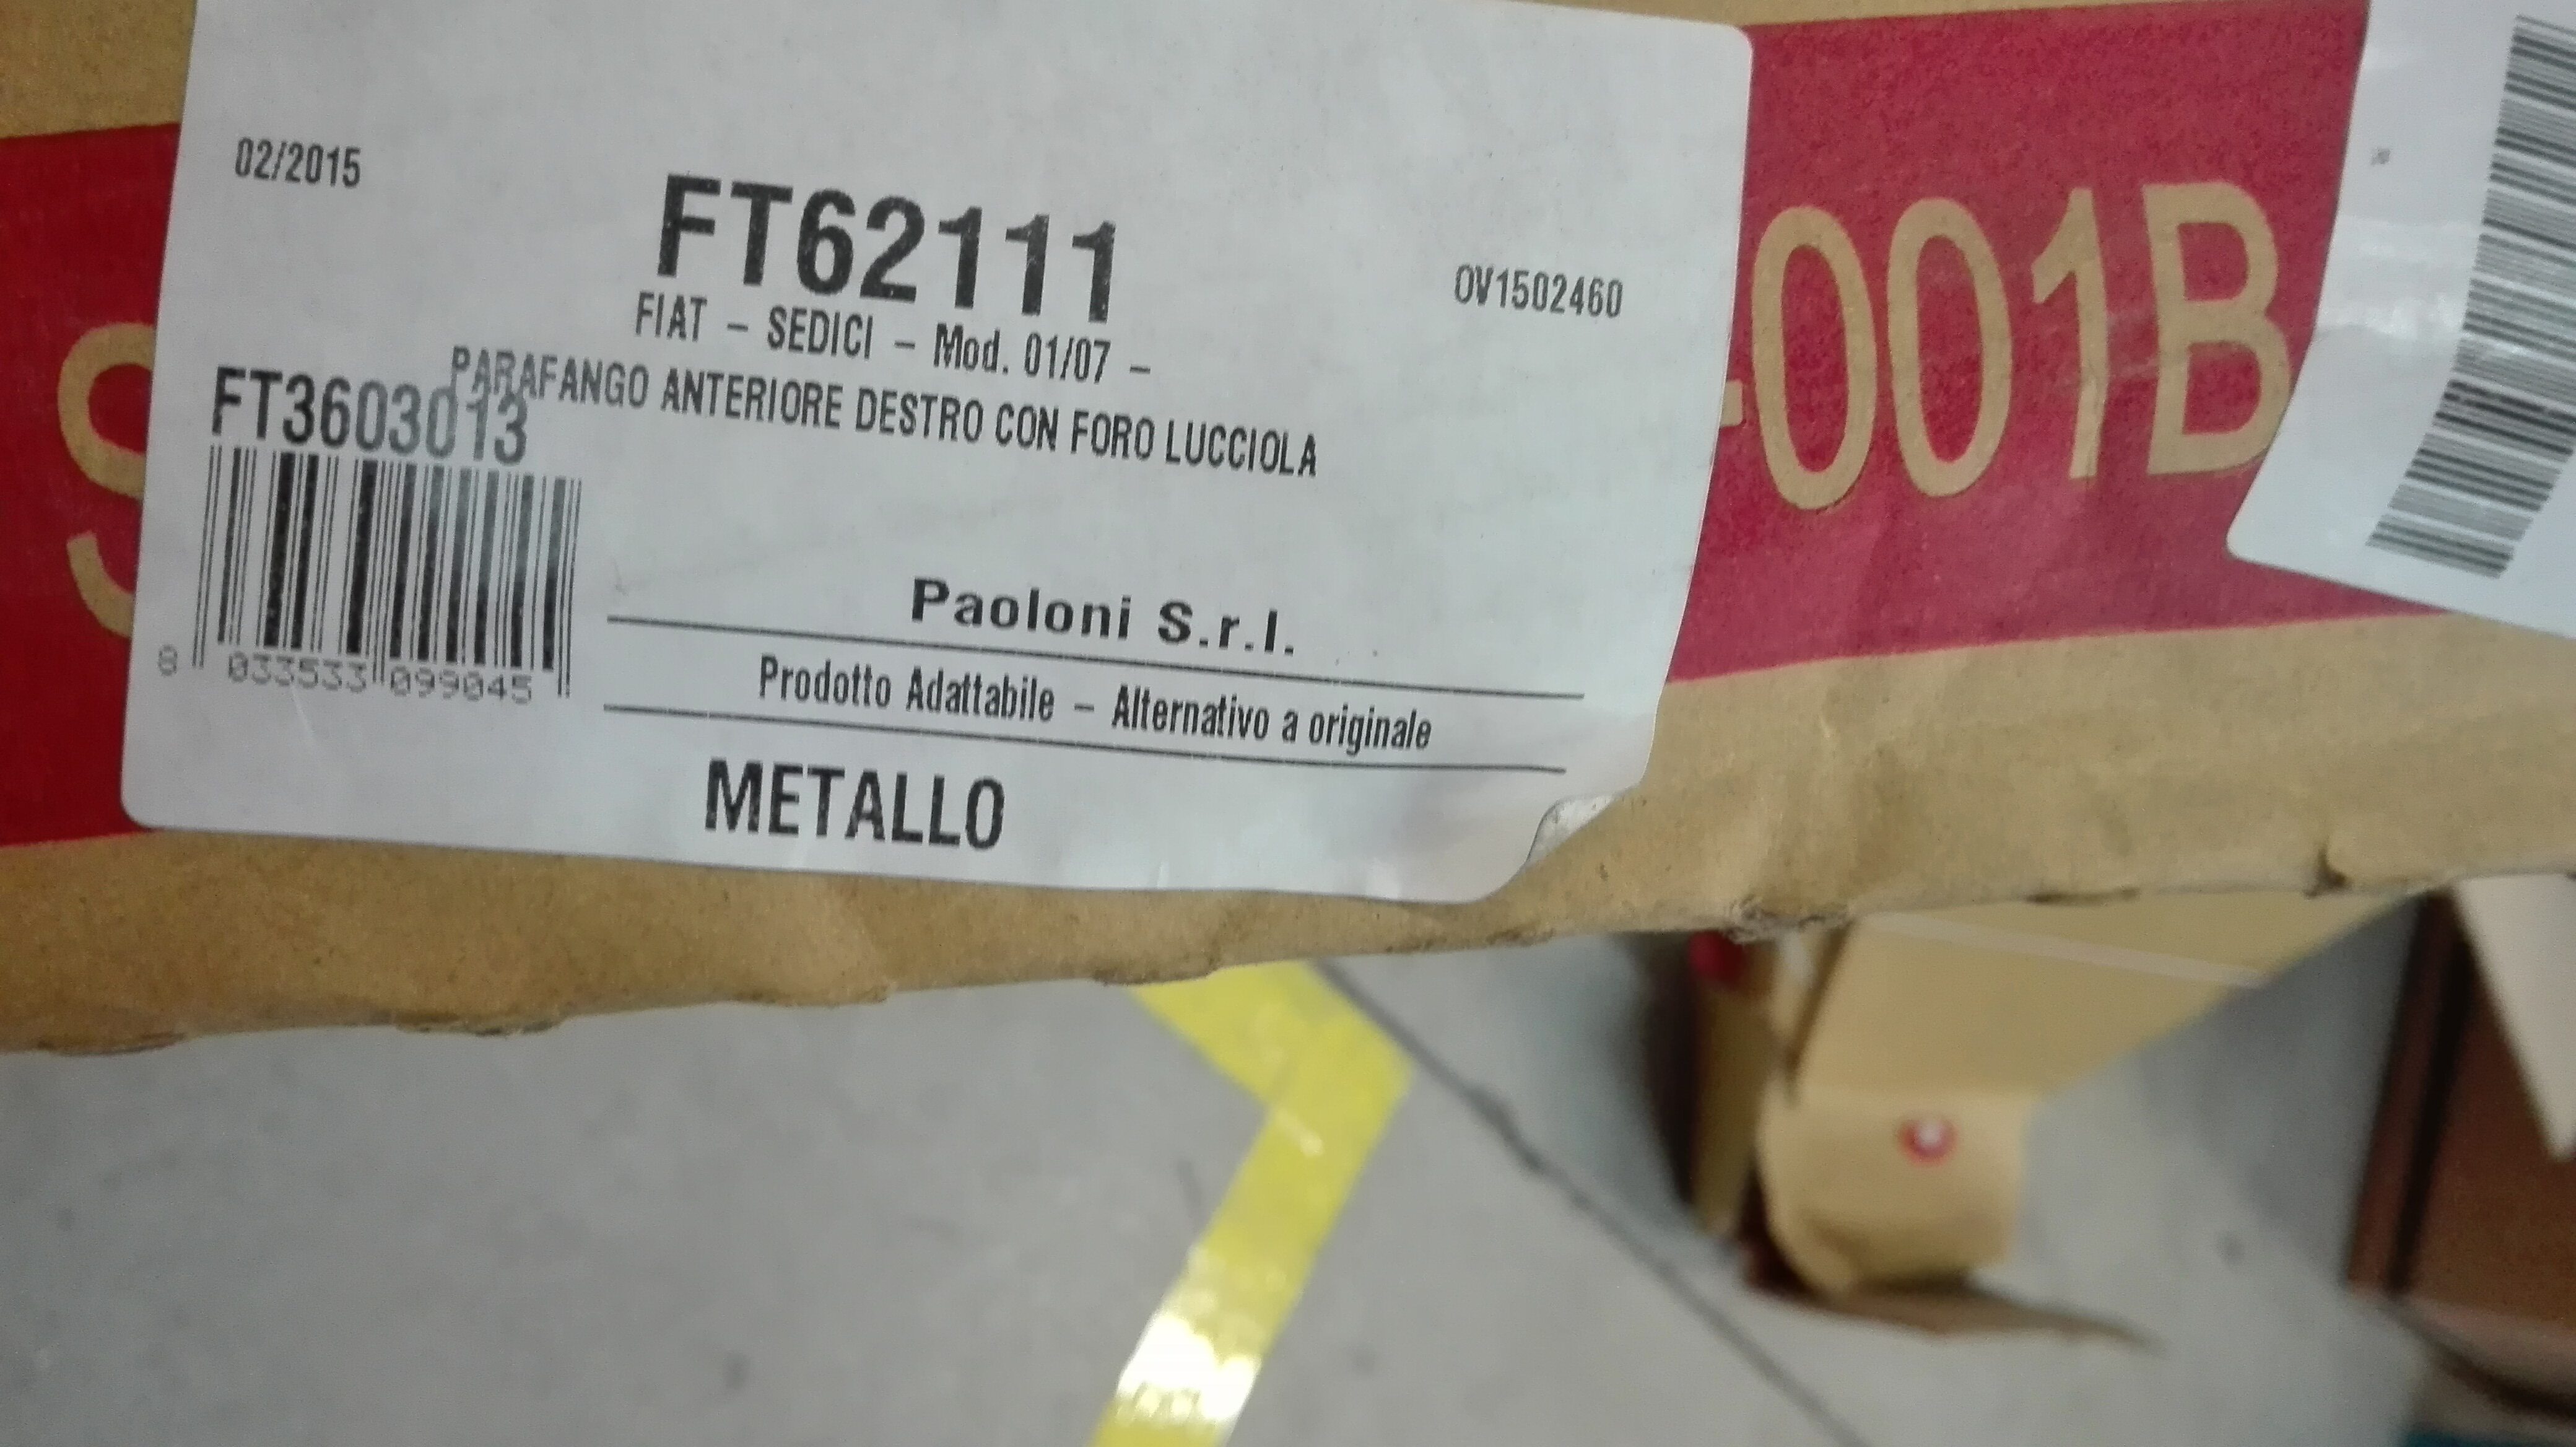 02/2015
FT62111
OV1502460
FIAT - SEDICI - Mod. 01/07 -
PARAFANGO ANTERIORE DESTRO CON FORO LUCCIOLA
FT3603013
8 033533 099045
Paoloni S.r.l.
Prodotto Adattabile - Alternativo a originale
METALLO
S
-001B